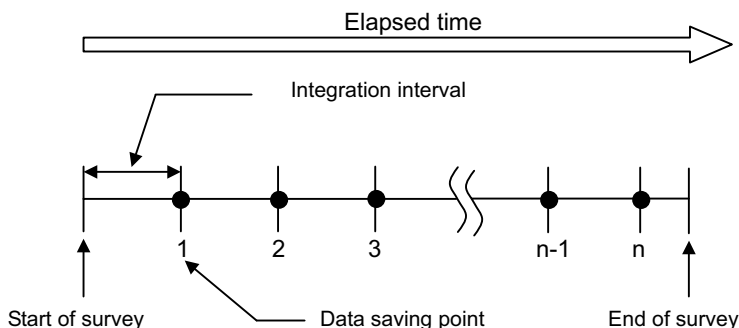 Elapsed time
Integration interval
1 2 3 n-1 n
Start of survey Data saving point End of survey